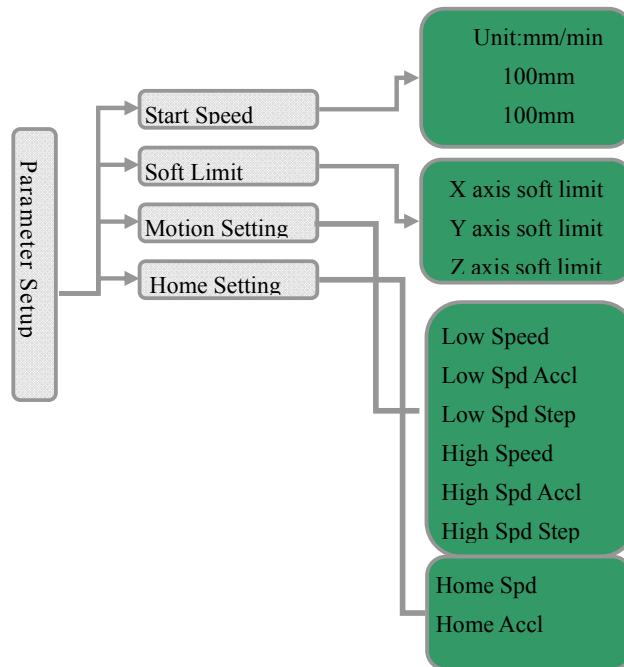 Parameter Setup
Start Speed
Soft Limit
Motion Setting
Home Setting
Unit:mm/min
100mm
100mm
X axis soft limit
Y axis soft limit
Z axis soft limit
Low Speed
Low Spd Accl
Low Spd Step
High Speed
High Spd Accl
High Spd Step
Home Spd
Home Accl